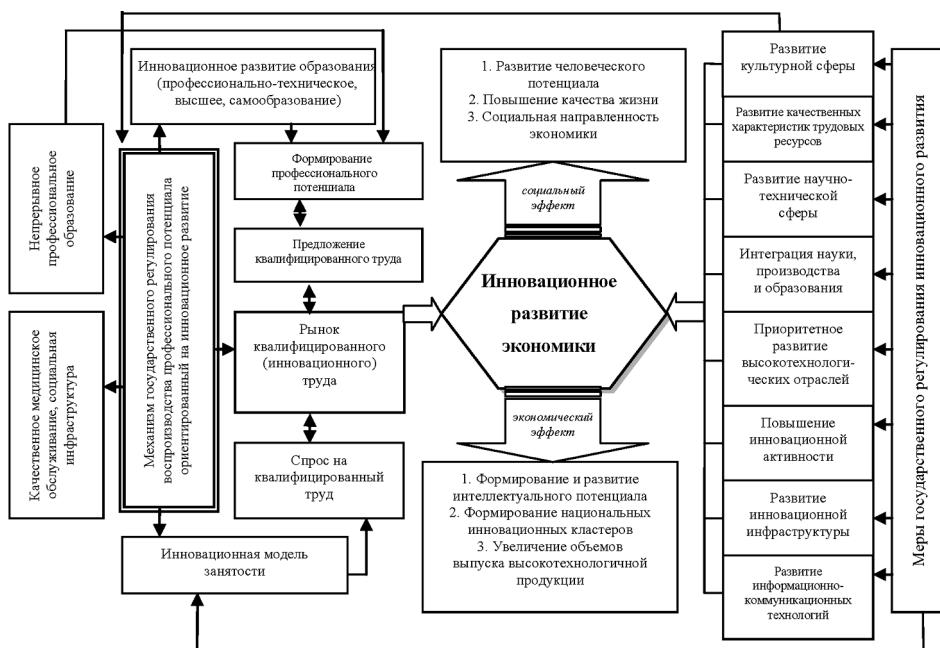 Инновационное развитие образования
(профессионально-техническое,
высшее, самообразование)
Непрерывное
профессиональное
образование
Качественное медицинское
обслуживание, социальная
инфраструктура
Механизм государственного регулирования
воспроизводства профессионального потенциала
ориентированный на инновационное развитие
Формирование
профессионального
потенциала
Предложение
квалифицированного труда
Рынок
квалифицированного
(инновационного)
труда
Спрос на
квалифицированный
труд
Инновационная модель
занятости
1. Развитие человеческого
потенциала
2. Повышение качества жизни
3. Социальная направленность
экономики
социальный
эффект
Инновационное
развитие
экономики
экономический
эффект
1. Формирование и развитие
интеллектуального потенциала
2. Формирование национальных
инновационных кластеров
3. Увеличение объемов
выпуска высокотехнологичной
продукции
Развитие
культурной сферы
Развитие качественных
характеристик трудовых
ресурсов
Развитие научно-
технической
сферы
Интеграция науки,
производства
и образования
Приоритетное
развитие
высокотехнологи-
ческих отраслей
Повышение
инновационной
активности
Развитие
инновационной
инфраструктуры
Развитие
информационно-
коммуникационных
технологий
Меры государственного регулирования инновационного развития